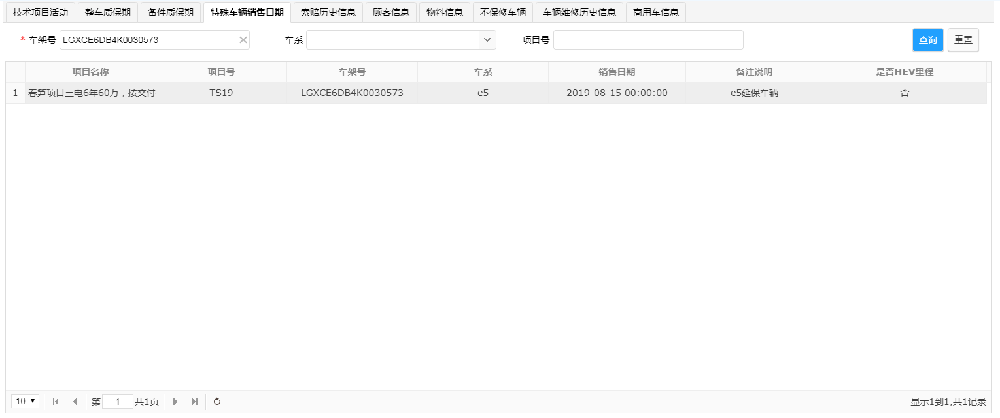 技术项目活动 整车质保期 备件质保期 特殊车辆销售日期 索赔历史信息 顾客信息 物料信息 不保修车辆 车辆维修历史信息 商用车信息
* 车架号 LGXCE6DB4K0030573 车系 项目号 查询 重置
项目名称 项目号 车架号 车系 销售日期 备注说明 是否HEV里程
1 春笋项目三电6年60万，按交付 TS19 LGXCE6DB4K0030573 e5 2019-08-15 00:00:00 e5延保车辆 否
10 第 1 共1页 显示1到1,共1记录